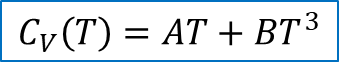 C_V(T) = AT + BT^3